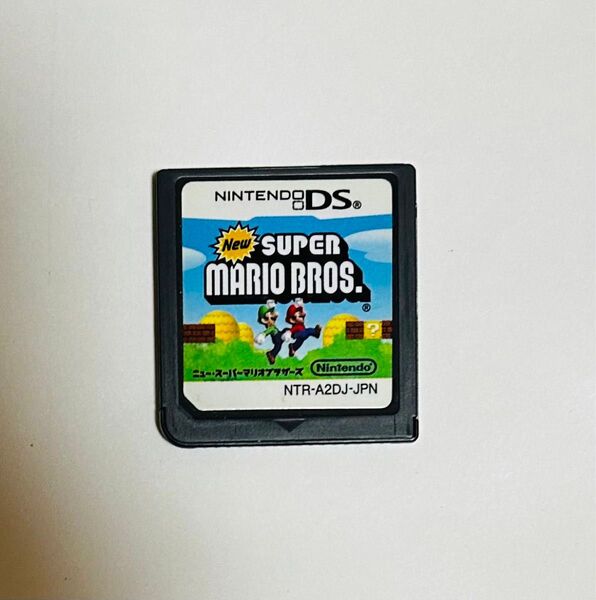 NINTENDO DS®
New SUPER
MARIO BROS.
®
?
ニュー・スーパーマリオブラザーズ
Nintendo®
NTR-A2DJ-JPN